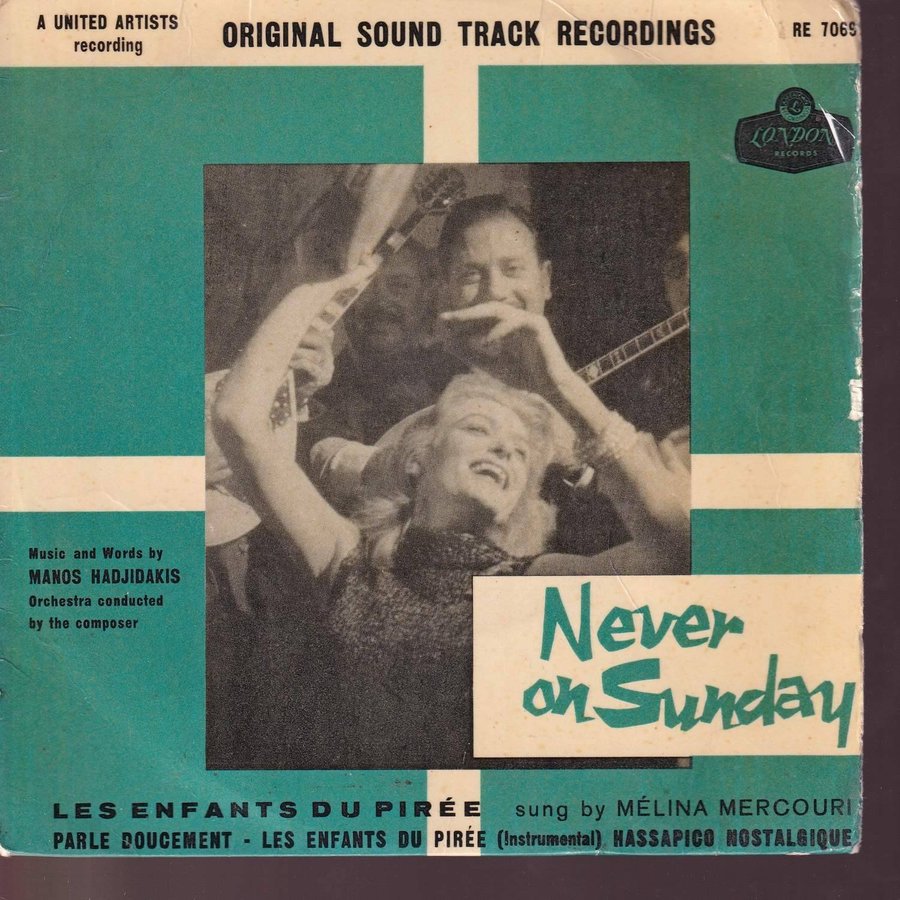 A UNITED ARTISTS
recording
ORIGINAL SOUND TRACK RECORDINGS
RE 7069
LONDON
RECORDS
Music and Words by
MANOS HADJIDAKIS
Orchestra conducted
by the composer
Never
on Sunday
LES ENFANTS DU PIRÉE sung by MÉLINA MERCOURI
PARLE DOUCEMENT - LES ENFANTS DU PIRÉE (Instrumental) HASSAPICO NOSTALGIQUE